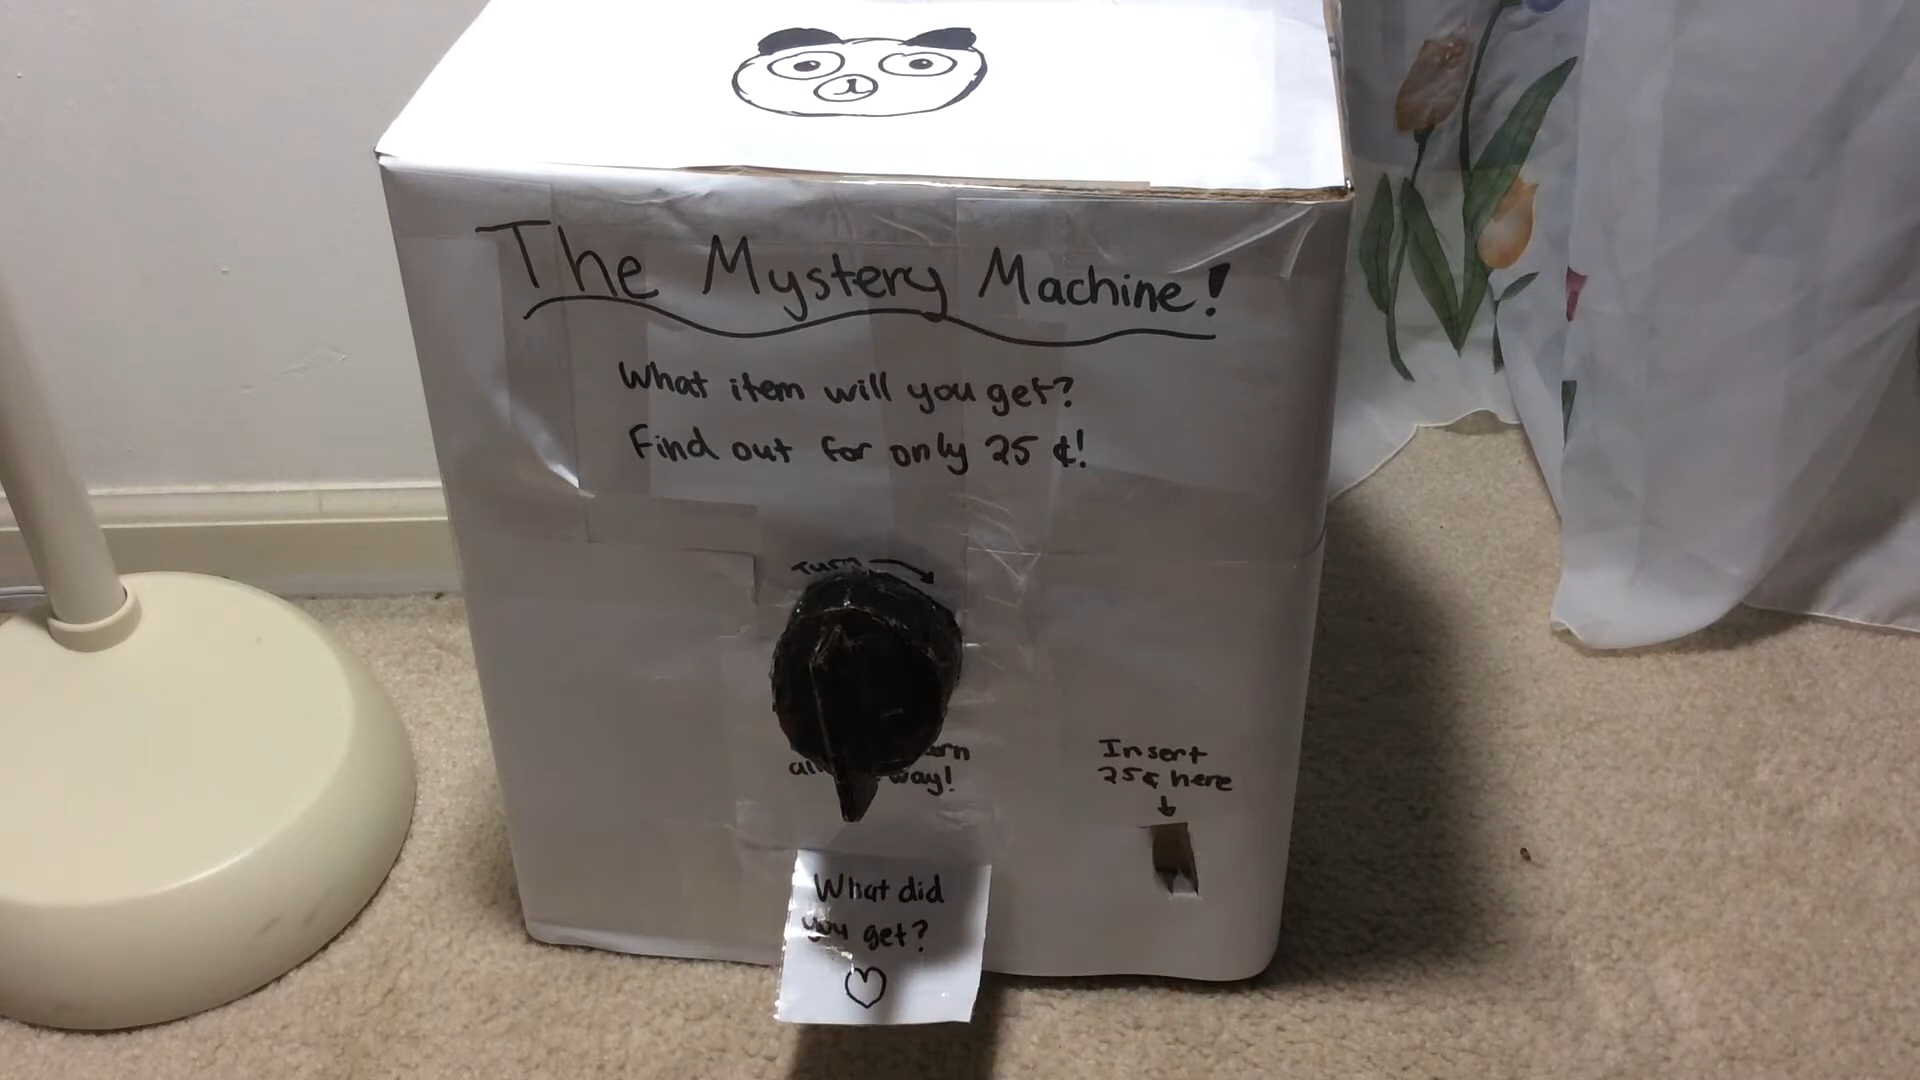 The Mystery Machine!
What item will you get?
Find out for only 25 ¢!
Turn
way!
Insert
25¢ here
What did
you get?